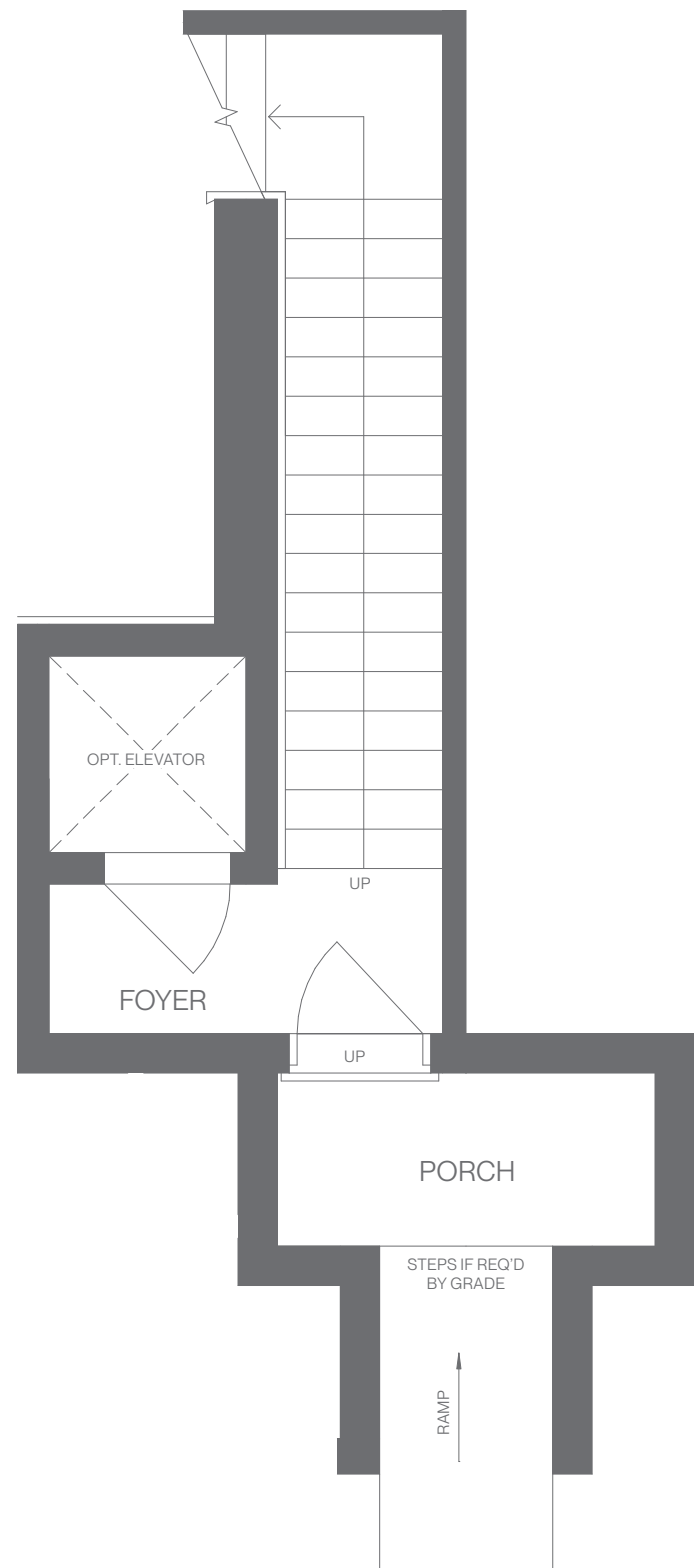 OPT. ELEVATOR
UP
FOYER
UP
PORCH
STEPS IF REQ'D
BY GRADE
RAMP